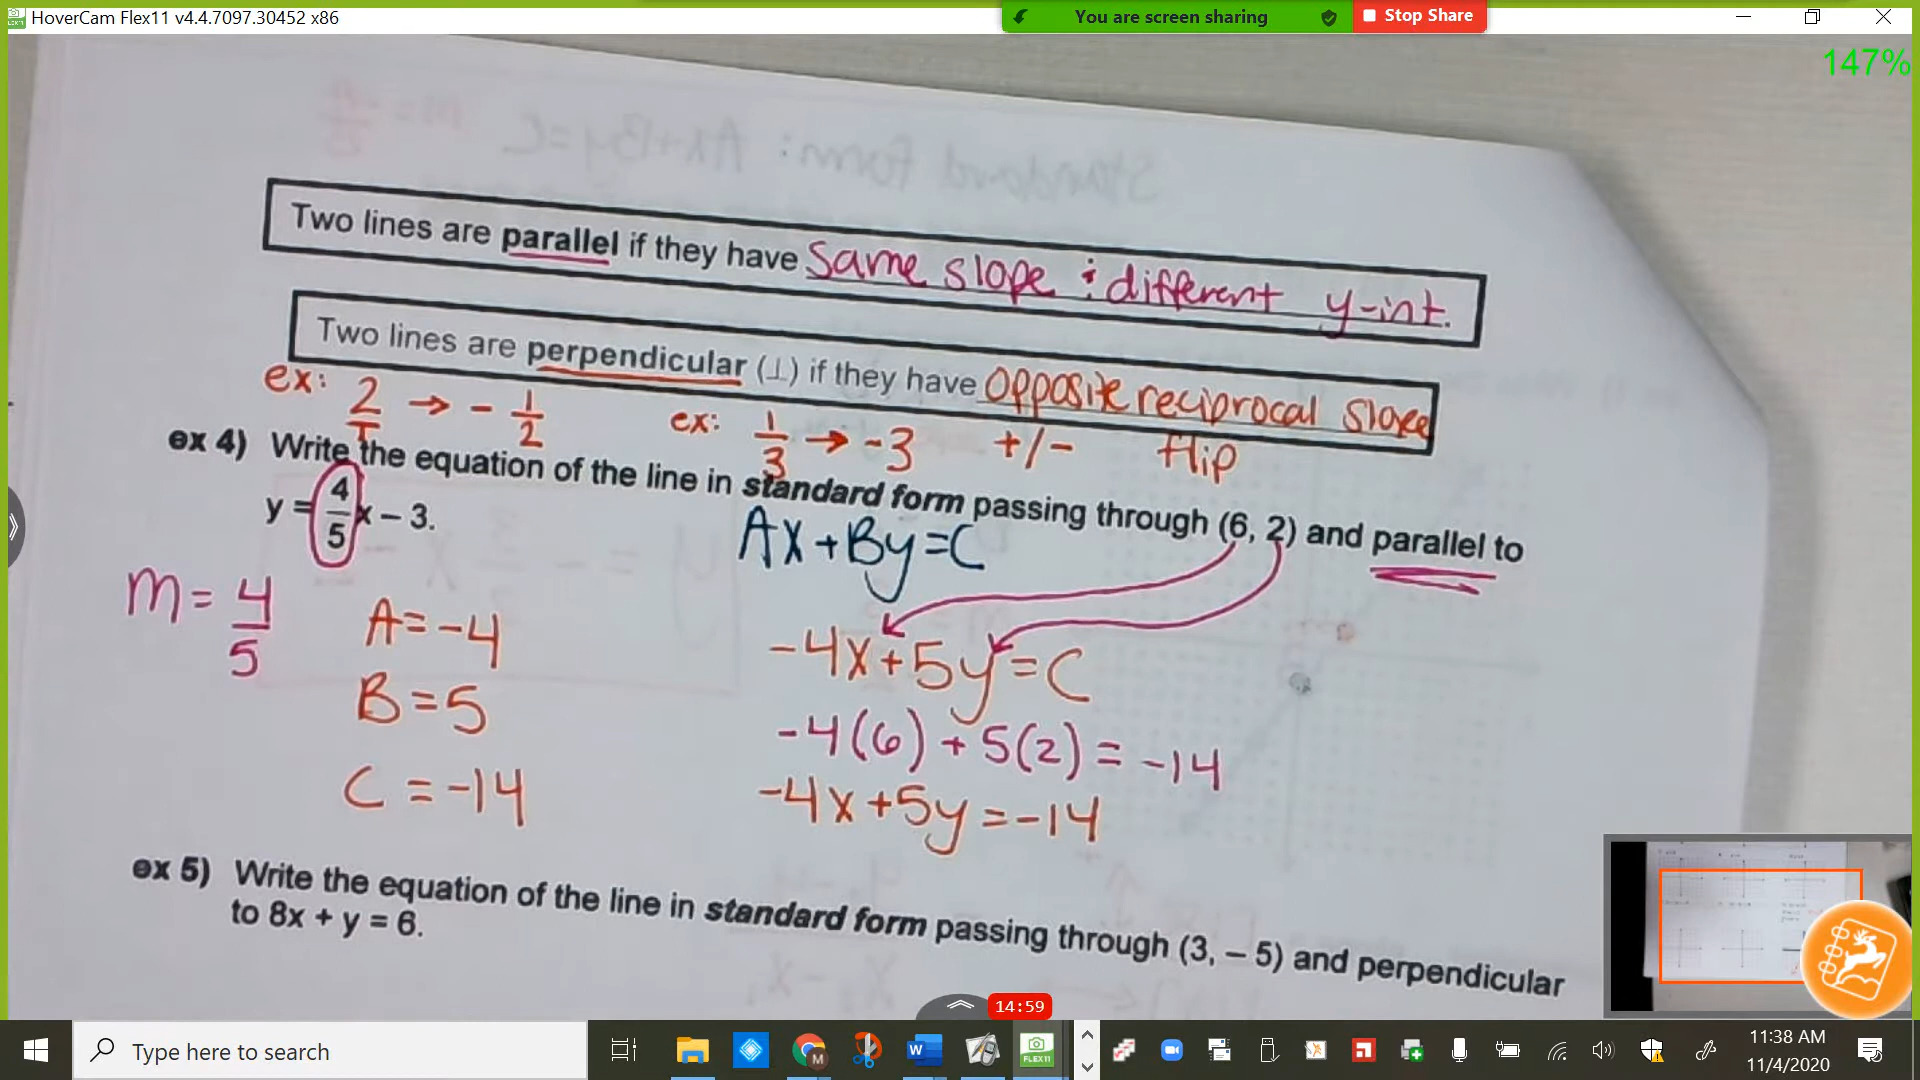 HoverCam Flex11 v4.4.7097.30452 x86
You are screen sharing
Stop Share
147%
Standard form: Ax+By=C
Two lines are parallel if they have Same slope & different y-int.
Two lines are perpendicular (⊥) if they have opposite reciprocal slope
ex: 2/1 → - 1/2 ex: 1/3 → -3 +/- flip
ex 4) Write the equation of the line in standard form passing through (6, 2) and parallel to
y = 4/5 x – 3.
Ax+By=C
m = 4/5
A = -4
B = 5
C = -14
-4x+5y=C
-4(6) + 5(2) = -14
-4x+5y=-14
ex 5) Write the equation of the line in standard form passing through (3, – 5) and perpendicular
to 8x + y = 6.
14:59
Type here to search
FLEX11
11:38 AM
11/4/2020